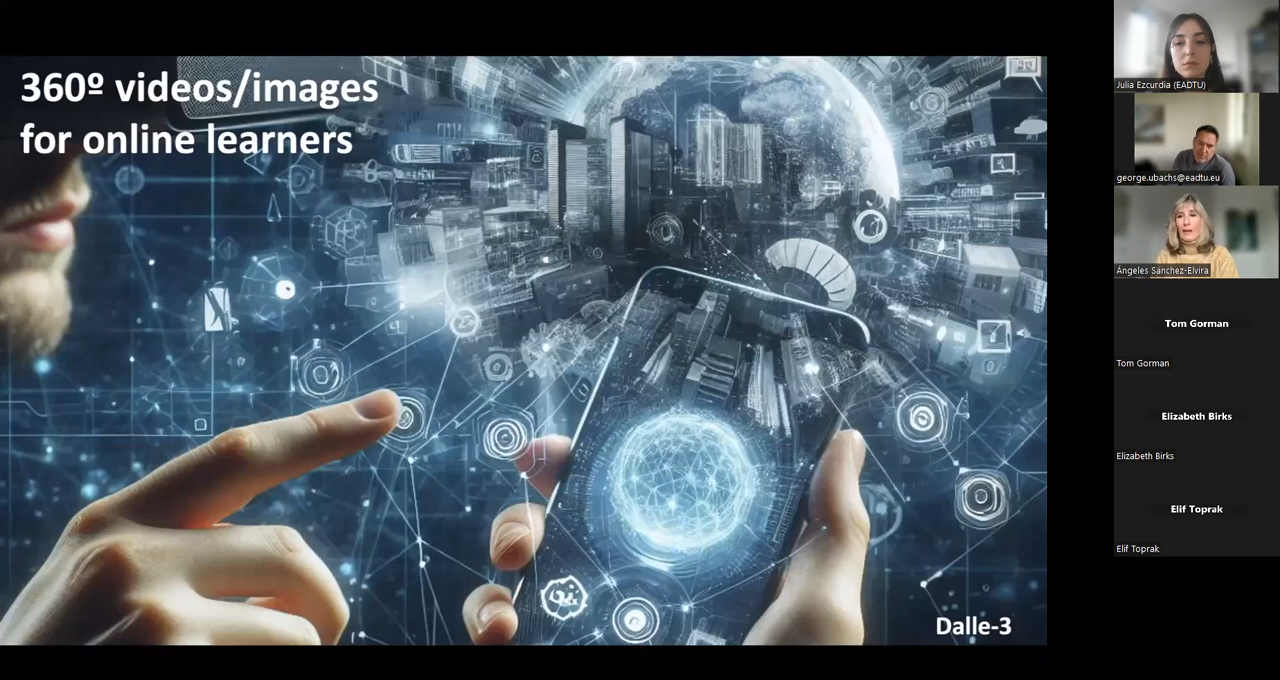 360º videos/images
for online learners
Dalle-3
Julia Ezcurdia (EADTU)
george.ubachs@eadtu.eu
Ángeles Sánchez-Elvira
Tom Gorman
Tom Gorman
Elizabeth Birks
Elizabeth Birks
Elif Toprak
Elif Toprak